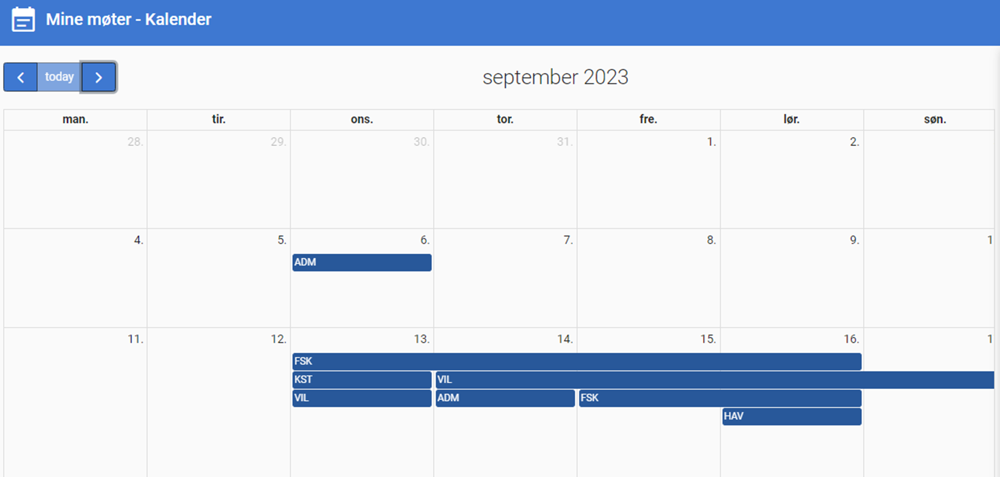 Mine møter - Kalender
today
september 2023
man. tir. ons. tor. fre. lør. søn.
28. 29. 30. 31. 1. 2.
4. 5. 6. 7. 8. 9. 1
ADM
11. 12. 13. 14. 15. 16. 1
FSK
KST VIL
VIL ADM FSK
HAV